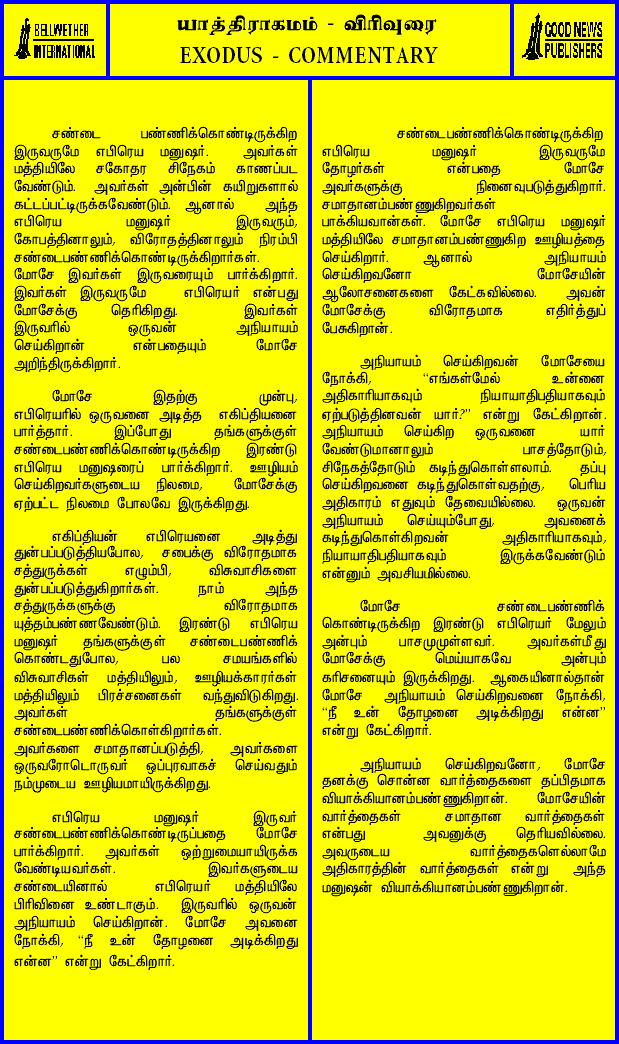 BELLWETHER
INTERNATIONAL
யாத்திராகமம் - விரிவுரை
EXODUS - COMMENTARY
GOOD NEWS
PUBLISHERS
சண்டை பண்ணிக்கொண்டிருக்கிற
இருவருமே எபிரெய மனுஷர். அவர்கள்
மத்தியிலே சகோதர சிநேகம் காணப்பட
வேண்டும். அவர்கள் அன்பின் கயிறுகளால்
கட்டப்பட்டிருக்கவேண்டும். ஆனால் அந்த
எபிரெய மனுஷர் இருவரும்,
கோபத்தினாலும், விரோதத்தினாலும் நிரம்பி
சண்டைபண்ணிக்கொண்டிருக்கிறார்கள்.
மோசே இவர்கள் இருவரையும் பார்க்கிறார்.
இவர்கள் இருவருமே எபிரெயர் என்பது
மோசேக்கு தெரிகிறது. இவர்கள்
இருவரில் ஒருவன் அநியாயம்
செய்கிறான் என்பதையும் மோசே
அறிந்திருக்கிறார்.
மோசே இதற்கு முன்பு,
எபிரெயரில் ஒருவனை அடித்த எகிப்தியனை
பார்த்தார். இப்போது தங்களுக்குள்
சண்டைபண்ணிக்கொண்டிருக்கிற இரண்டு
எபிரெய மனுஷரைப் பார்க்கிறார். ஊழியம்
செய்கிறவர்களுடைய நிலமை, மோசேக்கு
ஏற்பட்ட நிலமை போலவே இருக்கிறது.
எகிப்தியன் எபிரெயனை அடித்து
துன்பப்படுத்தியபோல, சபைக்கு விரோதமாக
சத்துருக்கள் எழும்பி, விசுவாசிகளை
துன்பப்படுத்துகிறார்கள். நாம் அந்த
சத்துருக்களுக்கு விரோதமாக
யுத்தம்பண்ணவேண்டும். இரண்டு எபிரெய
மனுஷர் தங்களுக்குள் சண்டைபண்ணிக்
கொண்டதுபோல, பல சமயங்களில்
விசுவாசிகள் மத்தியிலும், ஊழியக்காரர்கள்
மத்தியிலும் பிரச்சனைகள் வந்துவிடுகிறது.
அவர்கள் தங்களுக்குள்
சண்டைபண்ணிக்கொள்கிறார்கள்.
அவர்களை சமாதானப்படுத்தி, அவர்களை
ஒருவரோடொருவர் ஒப்புரவாகச் செய்வதும்
நம்முடைய ஊழியமாயிருக்கிறது.
எபிரெய மனுஷர் இருவர்
சண்டைபண்ணிக்கொண்டிருப்பதை மோசே
பார்க்கிறார். அவர்கள் ஒற்றுமையாயிருக்க
வேண்டியவர்கள். இவர்களுடைய
சண்டையினால் எபிரெயர் மத்தியிலே
பிரிவினை உண்டாகும். இருவரில் ஒருவன்
அநியாயம் செய்கிறான். மோசே அவனை
நோக்கி, “நீ உன் தோழனை அடிக்கிறது
என்ன” என்று கேட்கிறார்.
சண்டைபண்ணிக்கொண்டிருக்கிற
எபிரெய மனுஷர் இருவருமே
தோழர்கள் என்பதை மோசே
அவர்களுக்கு நினைவுபடுத்துகிறார்.
சமாதானம்பண்ணுகிறவர்கள்
பாக்கியவான்கள். மோசே எபிரெய மனுஷர்
மத்தியிலே சமாதானம்பண்ணுகிற ஊழியத்தை
செய்கிறார். ஆனால் அநியாயம்
செய்கிறவனோ மோசேயின்
ஆலோசனைகளை கேட்கவில்லை. அவன்
மோசேக்கு விரோதமாக எதிர்த்துப்
பேசுகிறான்.
அநியாயம் செய்கிறவன் மோசேயை
நோக்கி, “எங்கள்மேல் உன்னை
அதிகாரியாகவும் நியாயாதிபதியாகவும்
ஏற்படுத்தினவன் யார்?” என்று கேட்கிறான்.
அநியாயம் செய்கிற ஒருவனை யார்
வேண்டுமானாலும் பாசத்தோடும்,
சிநேகத்தோடும் கடிந்துகொள்ளலாம். தப்பு
செய்கிறவனை கடிந்துகொள்வதற்கு, பெரிய
அதிகாரம் எதுவும் தேவையில்லை. ஒருவன்
அநியாயம் செய்யும்போது, அவனைக்
கடிந்துகொள்கிறவன் அதிகாரியாகவும்,
நியாயாதிபதியாகவும் இருக்கவேண்டும்
என்னும் அவசியமில்லை.
மோசே சண்டைபண்ணிக்
கொண்டிருக்கிற இரண்டு எபிரெயர் மேலும்
அன்பும் பாசமுமுள்ளவர். அவர்கள்மீது
மோசேக்கு மெய்யாகவே அன்பும்
கரிசனையும் இருக்கிறது. ஆகையினால்தான்
மோசே அநியாயம் செய்கிறவனை நோக்கி,
“நீ உன் தோழனை அடிக்கிறது என்ன”
என்று கேட்கிறார்.
அநியாயம் செய்கிறவனோ, மோசே
தனக்கு சொன்ன வார்த்தைகளை தப்பிதமாக
வியாக்கியானம்பண்ணுகிறான். மோசேயின்
வார்த்தைகள் சமாதான வார்த்தைகள்
என்பது அவனுக்கு தெரியவில்லை.
அவருடைய வார்த்தைகளெல்லாமே
அதிகாரத்தின் வார்த்தைகள் என்று அந்த
மனுஷன் வியாக்கியானம்பண்ணுகிறான்.